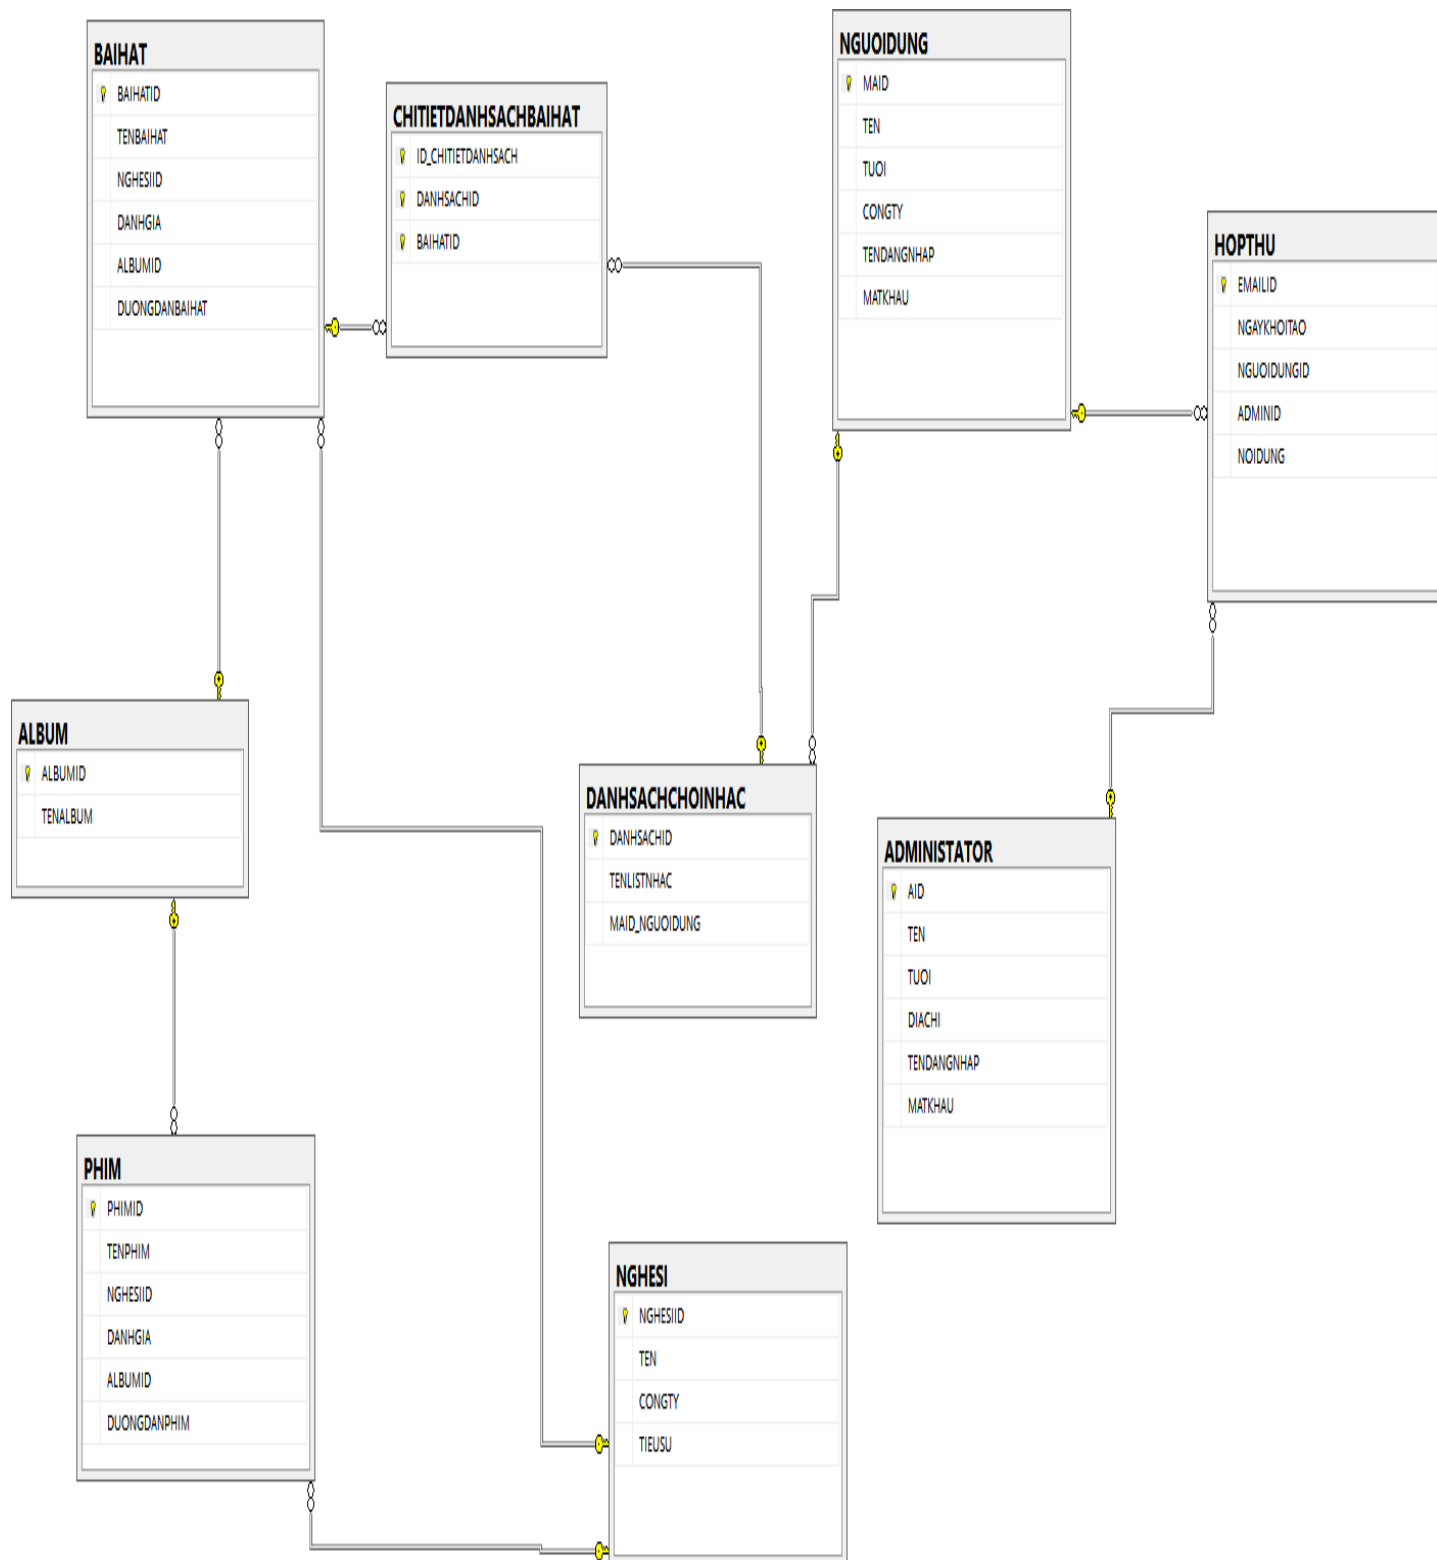 BAIHAT
BAIHATID
TENBAIHAT
NGHESIID
DANHGIA
ALBUMID
DUONGDANBAIHAT
CHITIETDANHSACHBAIHAT
ID_CHITIETDANHSACH
DANHSACHID
BAIHATID
NGUOIDUNG
MAID
TEN
TUOI
CONGTY
TENDANGNHAP
MATKHAU
HOPTHU
EMAILID
NGAYKHOITAO
NGUOIDUNGID
ADMINID
NOIDUNG
ALBUM
ALBUMID
TENALBUM
DANHSACHCHOINHAC
DANHSACHID
TENLISTNHAC
MAID_NGUOIDUNG
ADMINISTATOR
AID
TEN
TUOI
DIACHI
TENDANGNHAP
MATKHAU
PHIM
PHIMID
TENPHIM
NGHESIID
DANHGIA
ALBUMID
DUONGDANPHIM
NGHESI
NGHESIID
TEN
CONGTY
TIEUSU